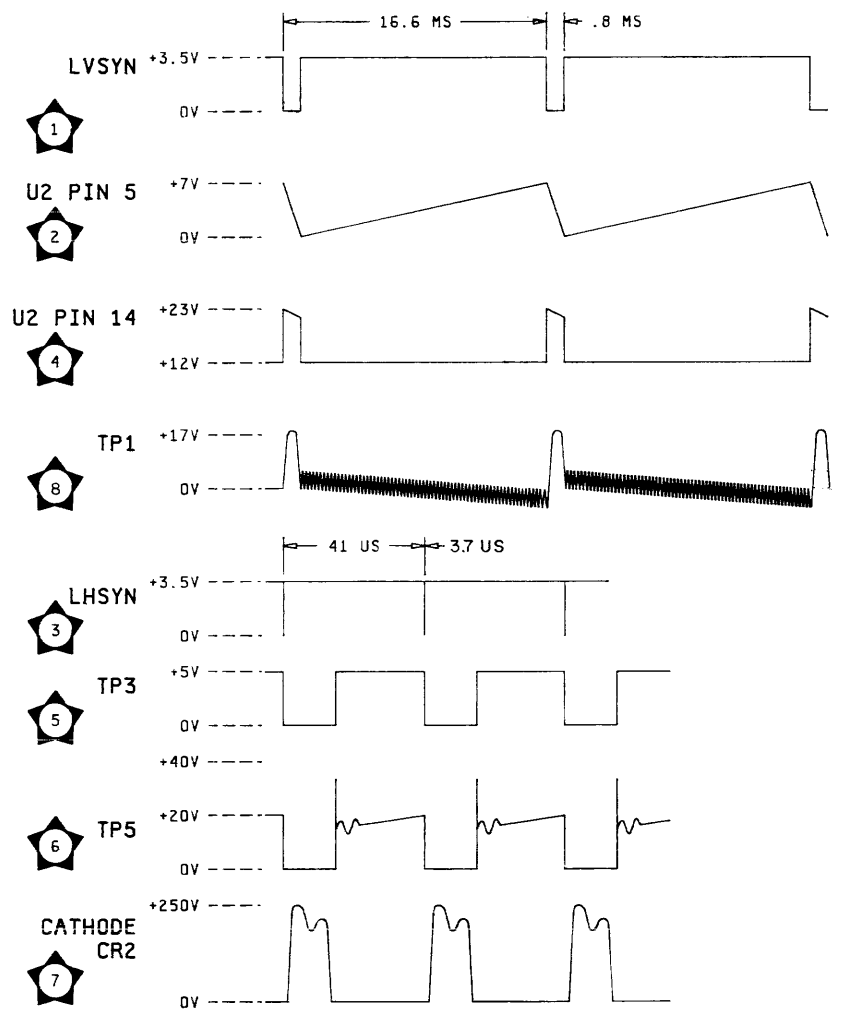 16.6 MS .8 MS
LVSYN +3.5V
0V
1
U2 PIN 5 +7V
0V
2
U2 PIN 14 +23V
+12V
4
TP1 +17V
0V
8
41 US 3.7 US
LHSYN +3.5V
0V
3
TP3 +5V
0V
5
+40V
TP5 +20V
0V
6
+250V
CATHODE
CR2
0V
7